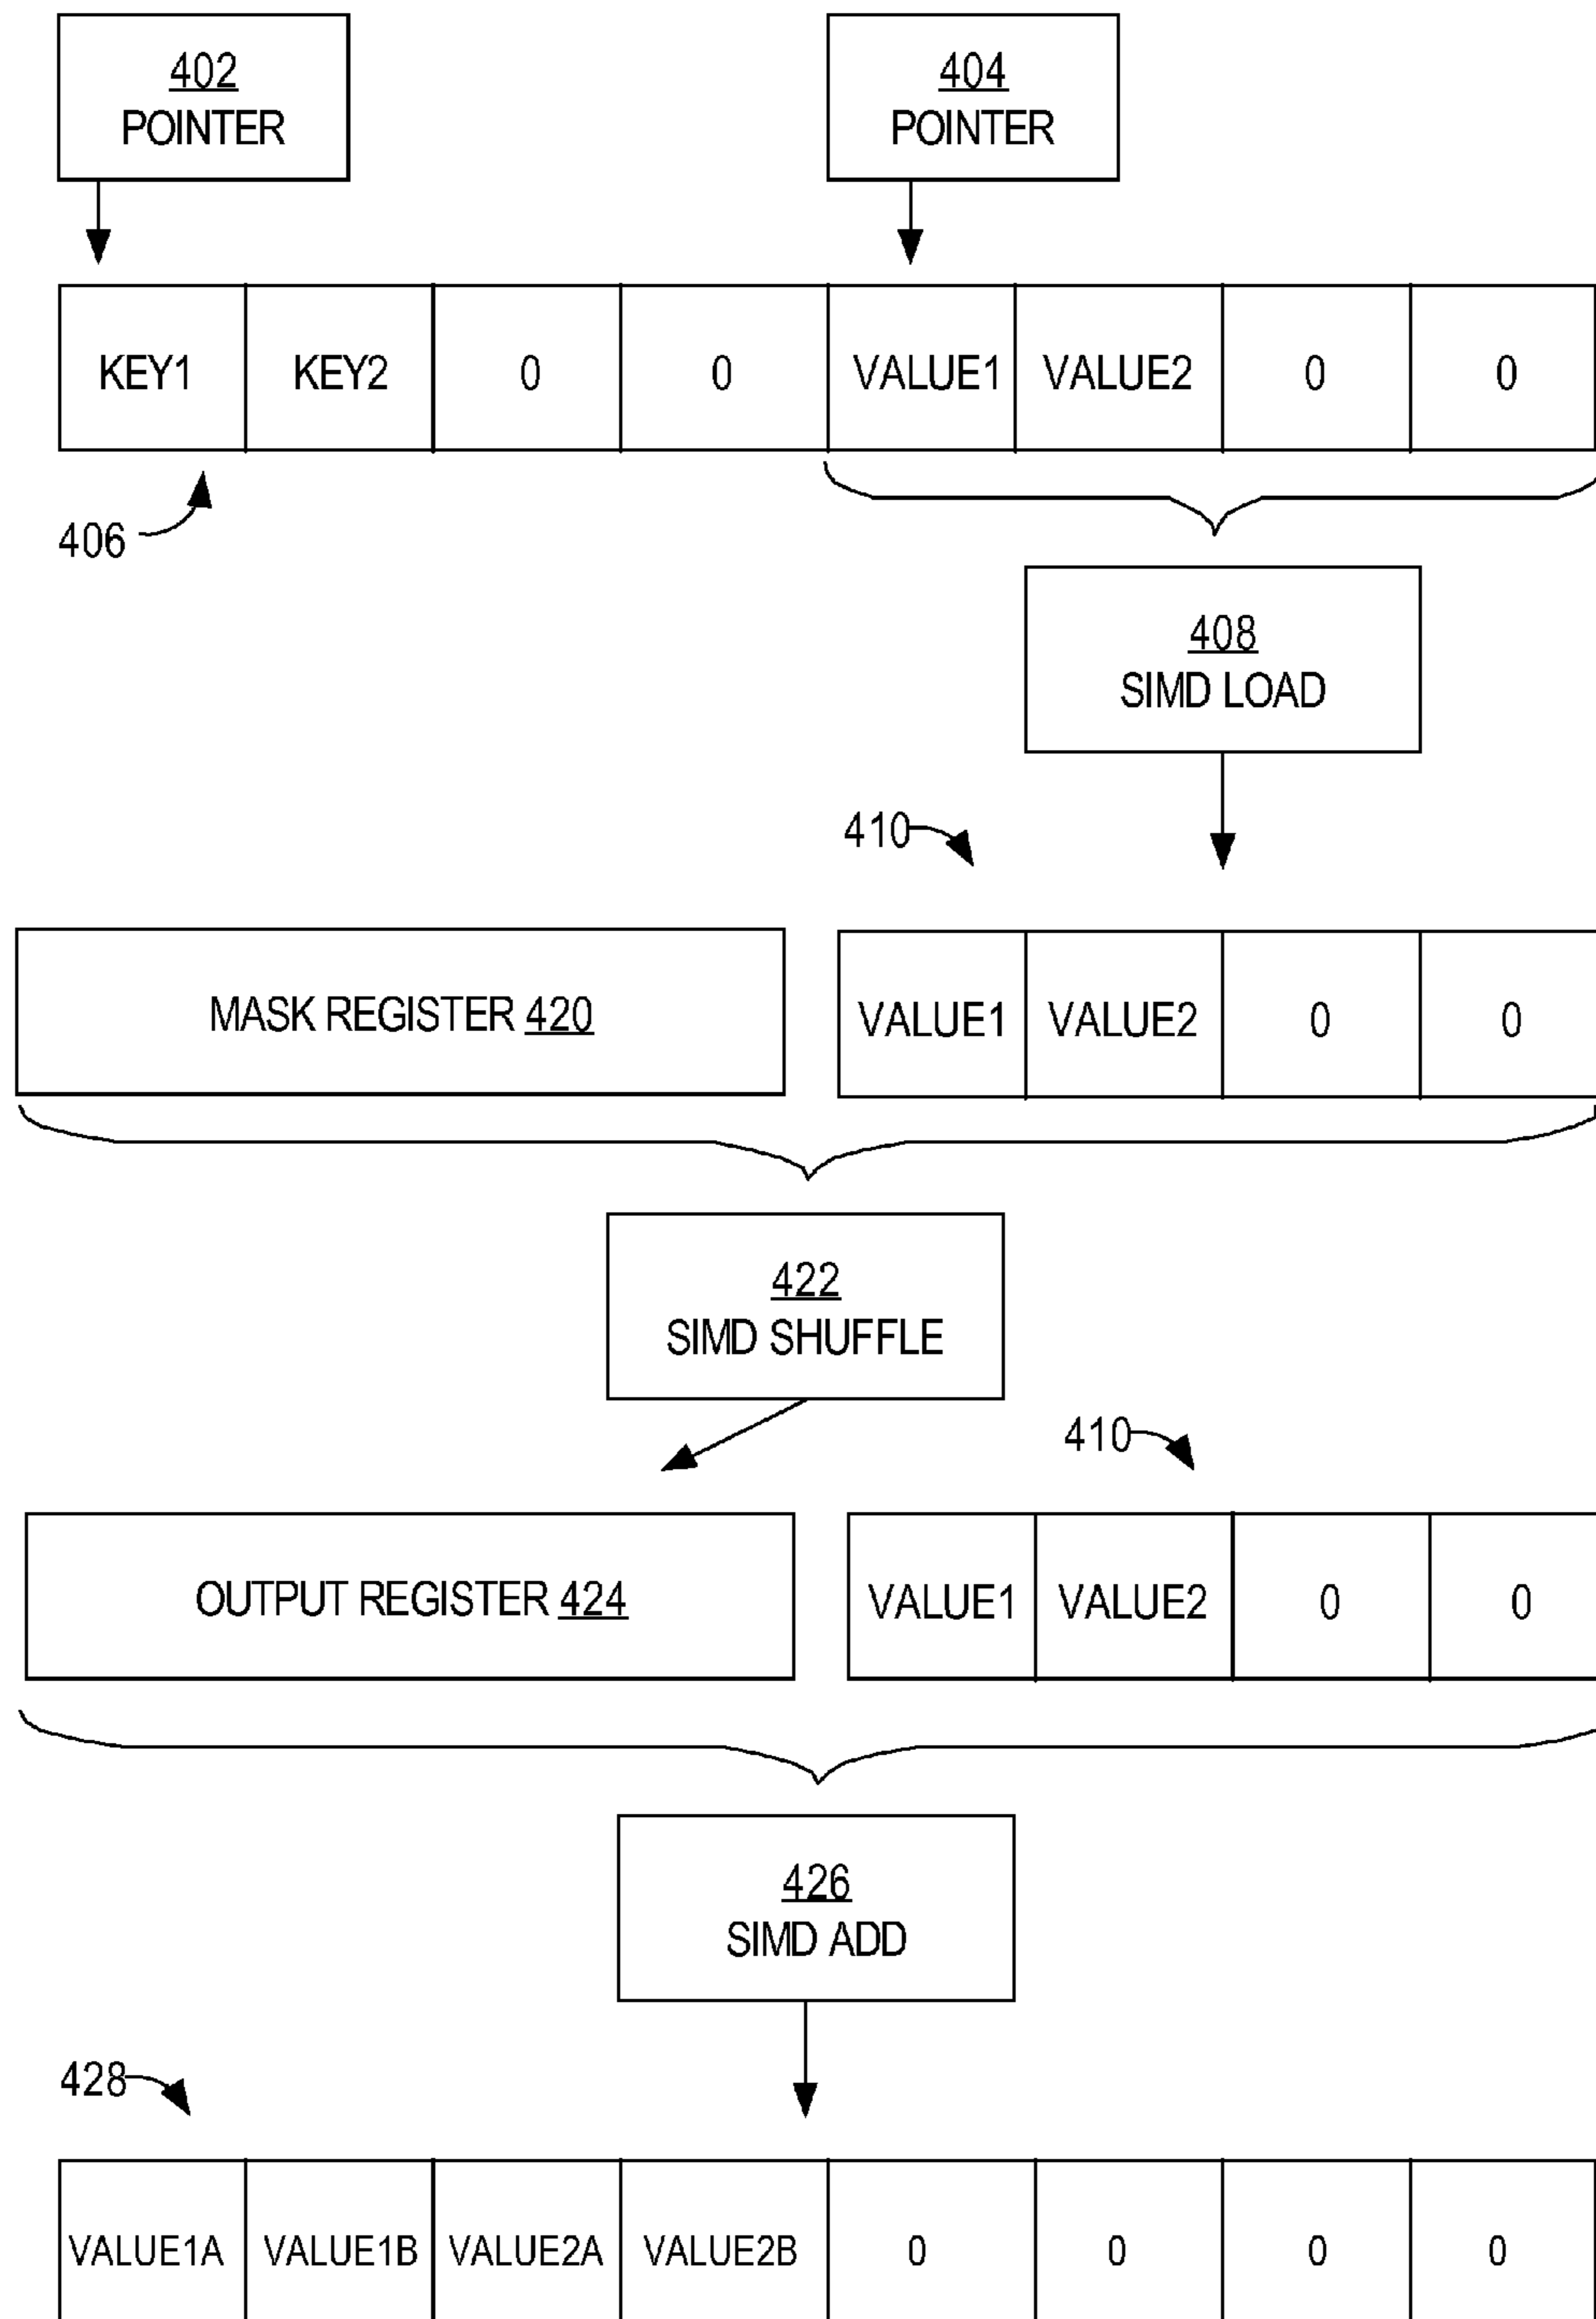 402 404
POINTER POINTER
KEY1 KEY2 0 0 VALUE1 VALUE2 0 0
406
408
SIMD LOAD
410
MASK REGISTER 420 VALUE1 VALUE2 0 0
422
SIMD SHUFFLE
410
OUTPUT REGISTER 424 VALUE1 VALUE2 0 0
426
SIMD ADD
428
VALUE1A VALUE1B VALUE2A VALUE2B 0 0 0 0